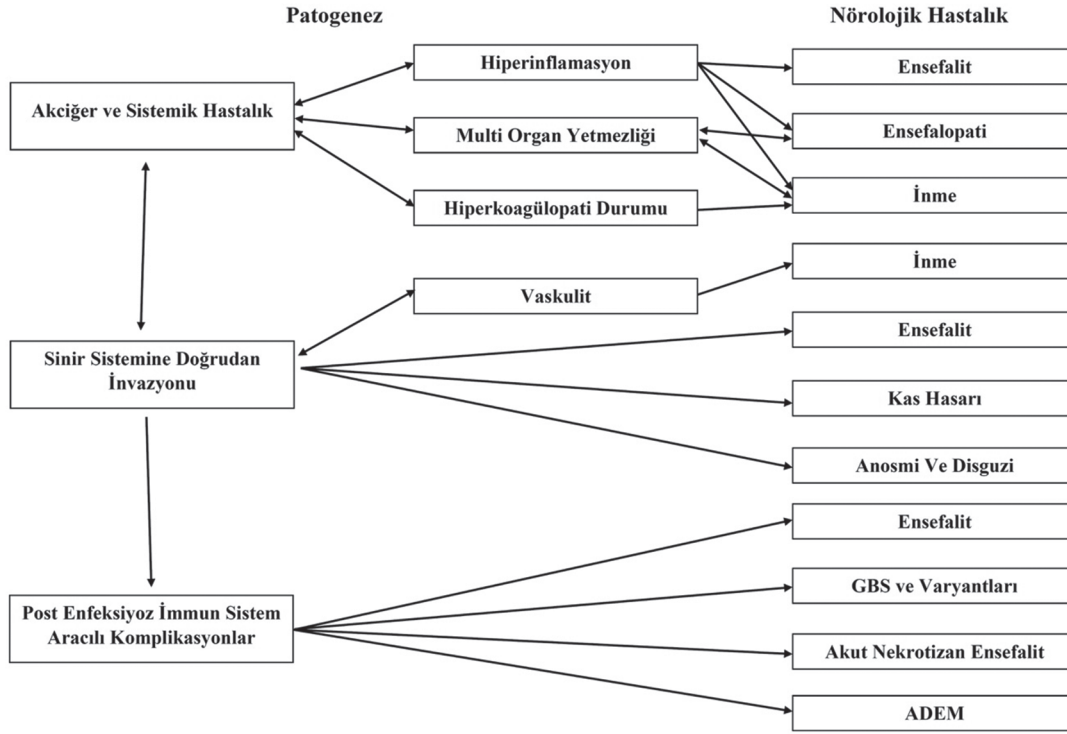 Patogenez
Nörolojik Hastalık
Akciğer ve Sistemik Hastalık
Hiperinflamasyon
Multi Organ Yetmezliği
Hiperkoagülopati Durumu
Ensefalit
Ensefalopati
İnme
Sinir Sistemine Doğrudan
İnvazyonu
Vaskulit
İnme
Ensefalit
Kas Hasarı
Anosmi Ve Disguzi
Post Enfeksiyoz İmmun Sistem
Aracılı Komplikasyonlar
Ensefalit
GBS ve Varyantları
Akut Nekrotizan Ensefalit
ADEM